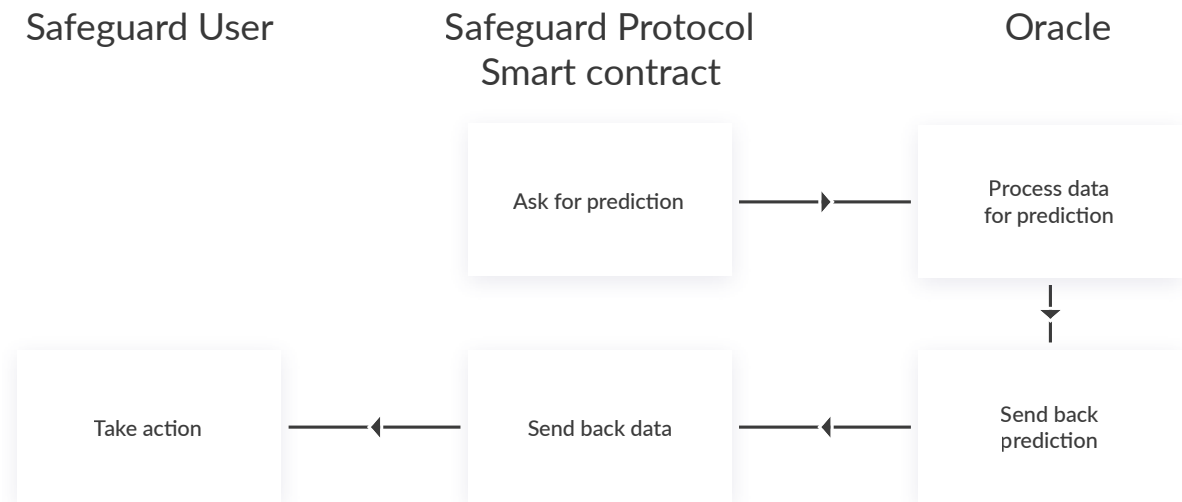 Safeguard User
Safeguard Protocol
Smart contract
Oracle
Ask for prediction
Process data
for prediction
Take action
Send back data
Send back
prediction